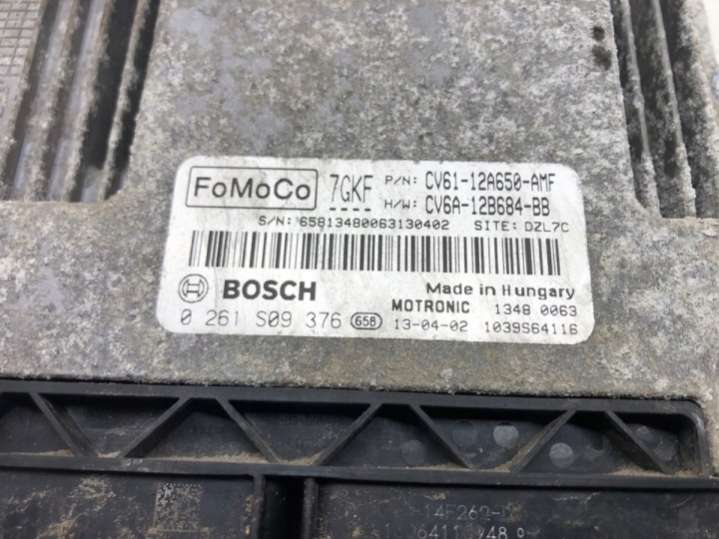 FoMoCo 7GKF P/N: CV61-12A650-AMF
H/W: CV6A-12B684-BB
S/N: 65813480063130402 SITE: DZL7C
BOSCH Made in Hungary
MOTRONIC 1348 0063
0 261 S09 376 658 13-04-02 1039S64116